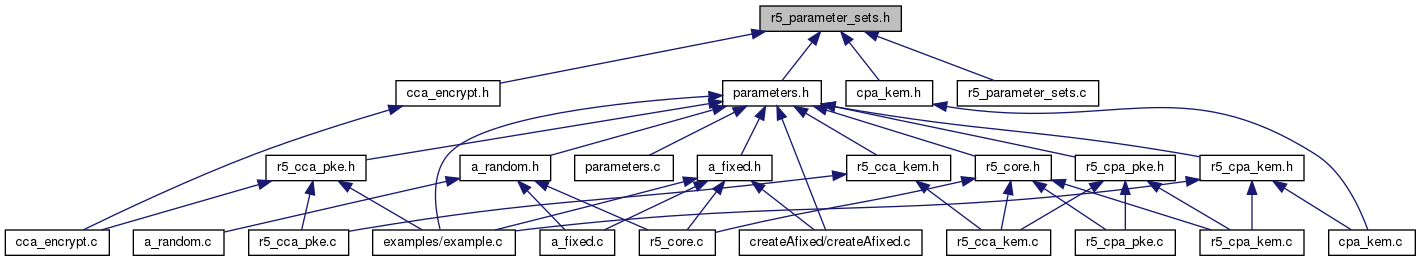 r5_parameter_sets.h
cca_encrypt.h
parameters.h
cpa_kem.h
r5_parameter_sets.c
r5_cca_pke.h
a_random.h
parameters.c
a_fixed.h
r5_cca_kem.h
r5_core.h
r5_cpa_pke.h
r5_cpa_kem.h
cca_encrypt.c
a_random.c
r5_cca_pke.c
examples/example.c
a_fixed.c
r5_core.c
createAfixed/createAfixed.c
r5_cca_kem.c
r5_cpa_pke.c
r5_cpa_kem.c
cpa_kem.c